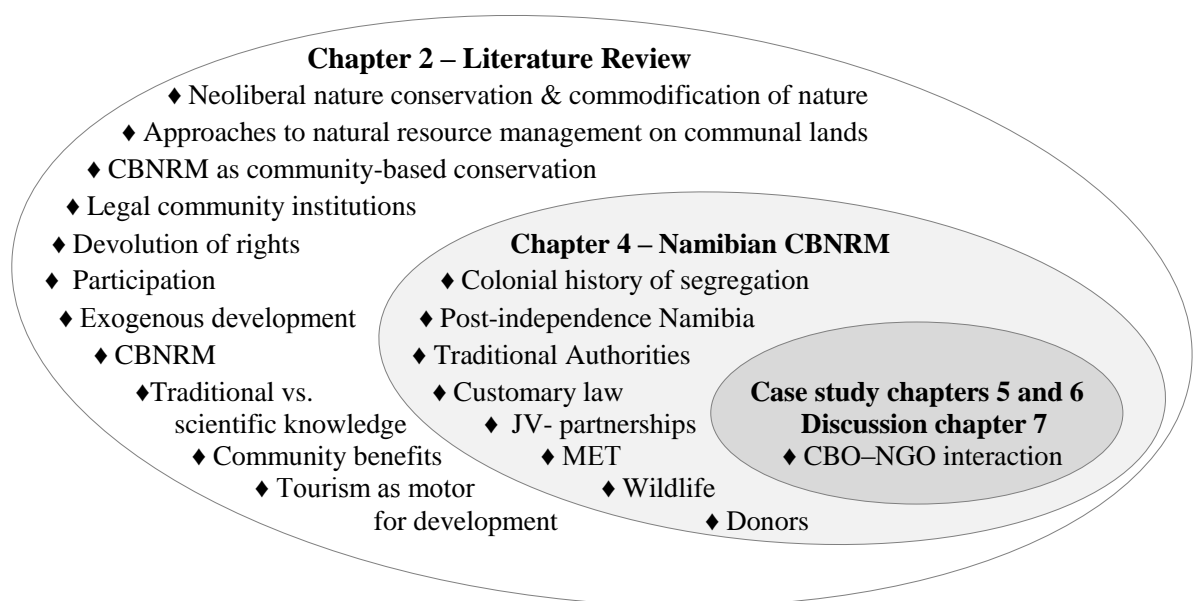 Chapter 2 – Literature Review
♦ Neoliberal nature conservation & commodification of nature
♦ Approaches to natural resource management on communal lands
♦ CBNRM as community-based conservation
♦ Legal community institutions
♦ Devolution of rights
♦ Participation
♦ Exogenous development
♦ CBNRM
♦Traditional vs.
scientific knowledge
♦ Community benefits
♦ Tourism as motor
for development
Chapter 4 – Namibian CBNRM
♦ Colonial history of segregation
♦ Post-independence Namibia
♦ Traditional Authorities
♦ Customary law
♦ JV- partnerships
♦ MET
♦ Wildlife
♦ Donors
Case study chapters 5 and 6
Discussion chapter 7
♦ CBO–NGO interaction